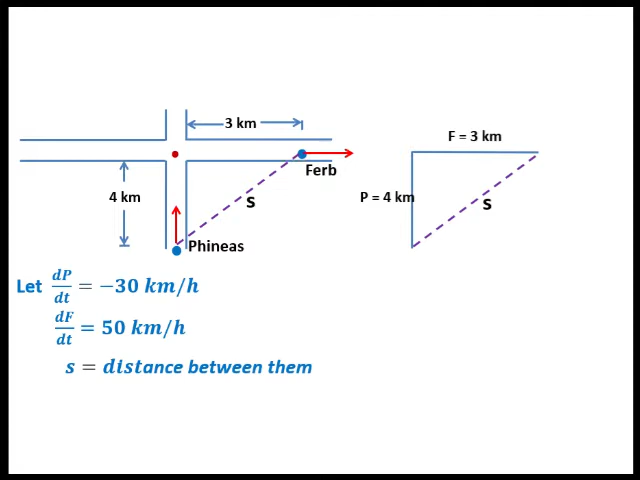 3 km
F = 3 km
Ferb
4 km
P = 4 km
S
S
Phineas
Let dP/dt = −30 km/h
dF/dt = 50 km/h
s = distance between them